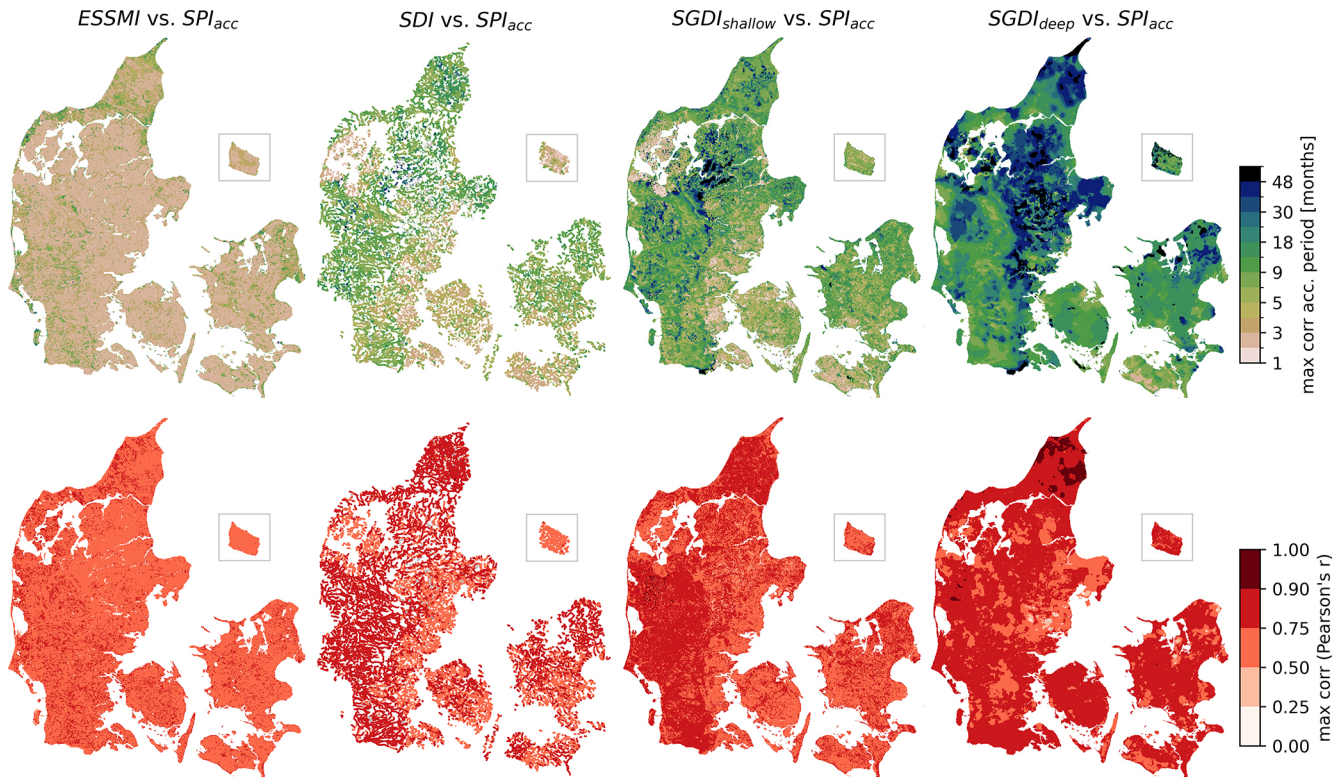 ESSMI vs. SPIacc
SDI vs. SPIacc
SGDIshallow vs. SPIacc
SGDIdeep vs. SPIacc
48
30
18
9
5
3
1
max corr acc. period [months]
1.00
0.90
0.75
0.50
0.25
0.00
max corr (Pearson's r)